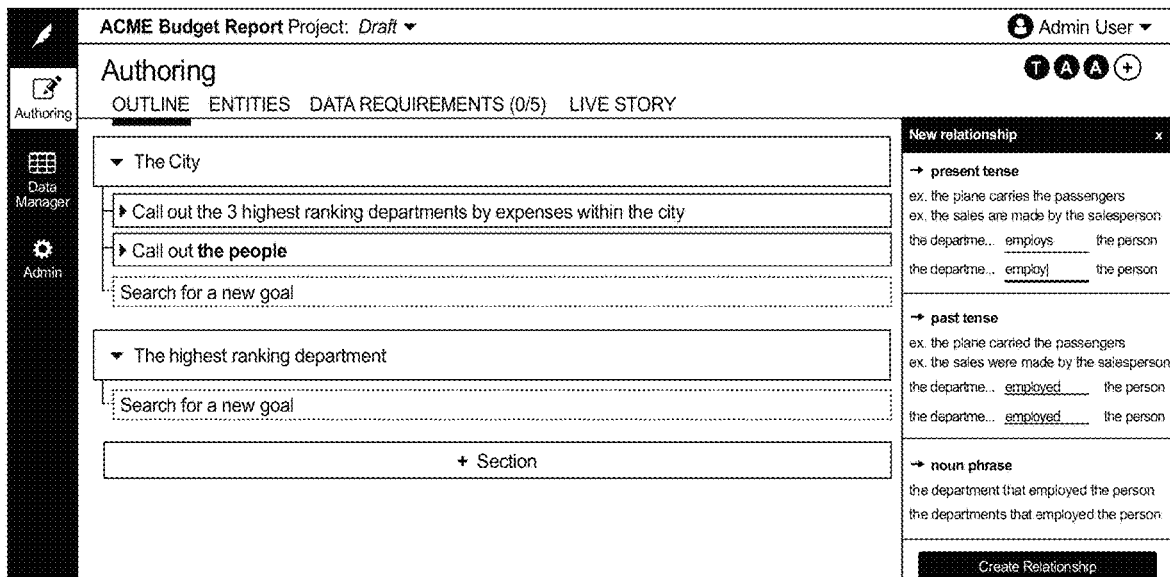 ACME Budget Report Project: Draft
Admin User
Authoring
T A A +
Authoring
OUTLINE ENTITIES DATA REQUIREMENTS (0/5) LIVE STORY
Data
Manager
Admin
The City
Call out the 3 highest ranking departments by expenses within the city
Call out the people
Search for a new goal
The highest ranking department
Search for a new goal
+ Section
New relationship x
→ present tense
ex. the plane carries the passengers
ex. the sales are made by the salesperson
the departme... employs the person
the departme... employ the person
→ past tense
ex. the plane carried the passengers
ex. the sales were made by the salesperson
the departme... employed the person
the departme... employed the person
→ noun phrase
the department that employed the person
the departments that employed the person
Create Relationship